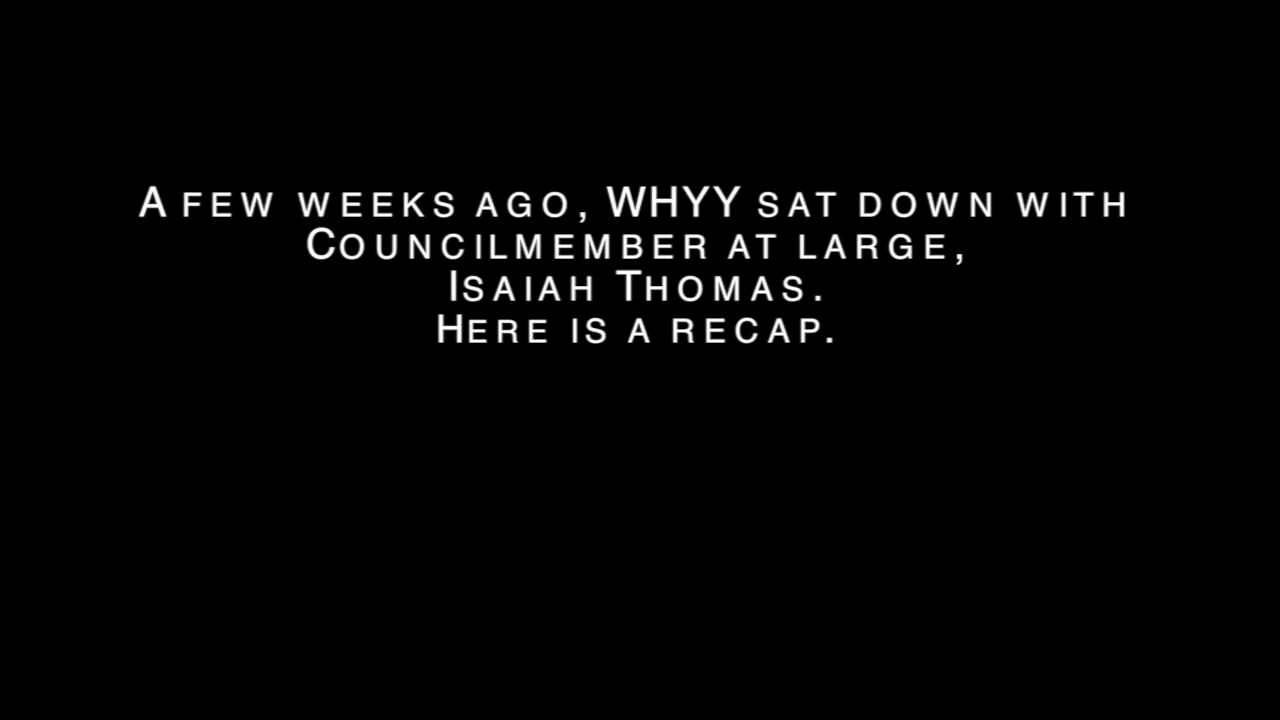 A few weeks ago, WHYY sat down with
Councilmember at large,
Isaiah Thomas.
Here is a recap.